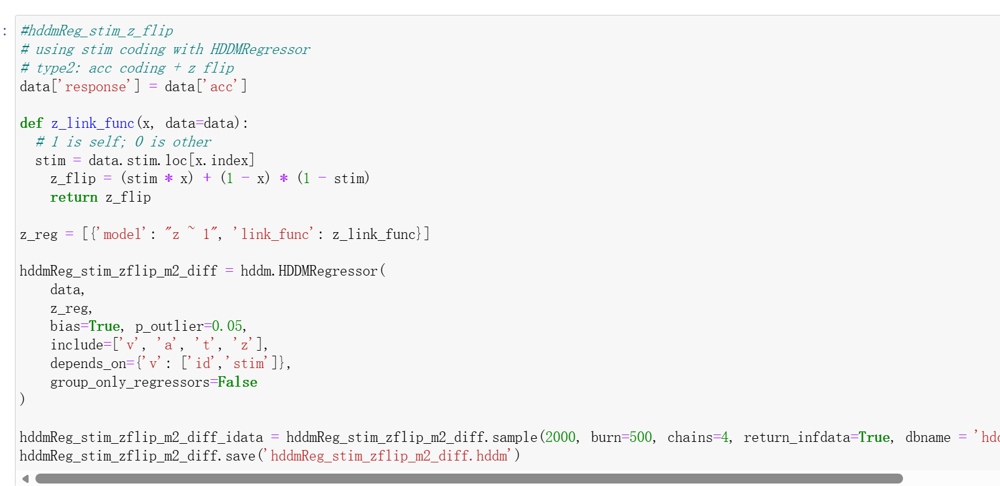 :
#hddmReg_stim_z_flip
# using stim coding with HDDMRegressor
# type2: acc coding + z flip
data['response'] = data['acc']
def z_link_func(x, data=data):
  # 1 is self; 0 is other
  stim = data.stim.loc[x.index]
    z_flip = (stim * x) + (1 - x) * (1 - stim)
    return z_flip
z_reg = [{'model': "z ~ 1", 'link_func': z_link_func}]
hddmReg_stim_zflip_m2_diff = hddm.HDDMRegressor(
    data,
    z_reg,
    bias=True, p_outlier=0.05,
    include=['v', 'a', 't', 'z'],
    depends_on={'v': ['id','stim']},
    group_only_regressors=False
)
hddmReg_stim_zflip_m2_diff_idata = hddmReg_stim_zflip_m2_diff.sample(2000, burn=500, chains=4, return_infdata=True, dbname = 'hdd
hddmReg_stim_zflip_m2_diff.save('hddmReg_stim_zflip_m2_diff.hddm')